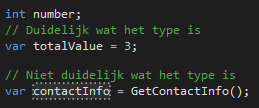 int number;
// Duidelijk wat het type is
var totalValue = 3;
// Niet duidelijk wat het type is
var contactInfo = GetContactInfo();